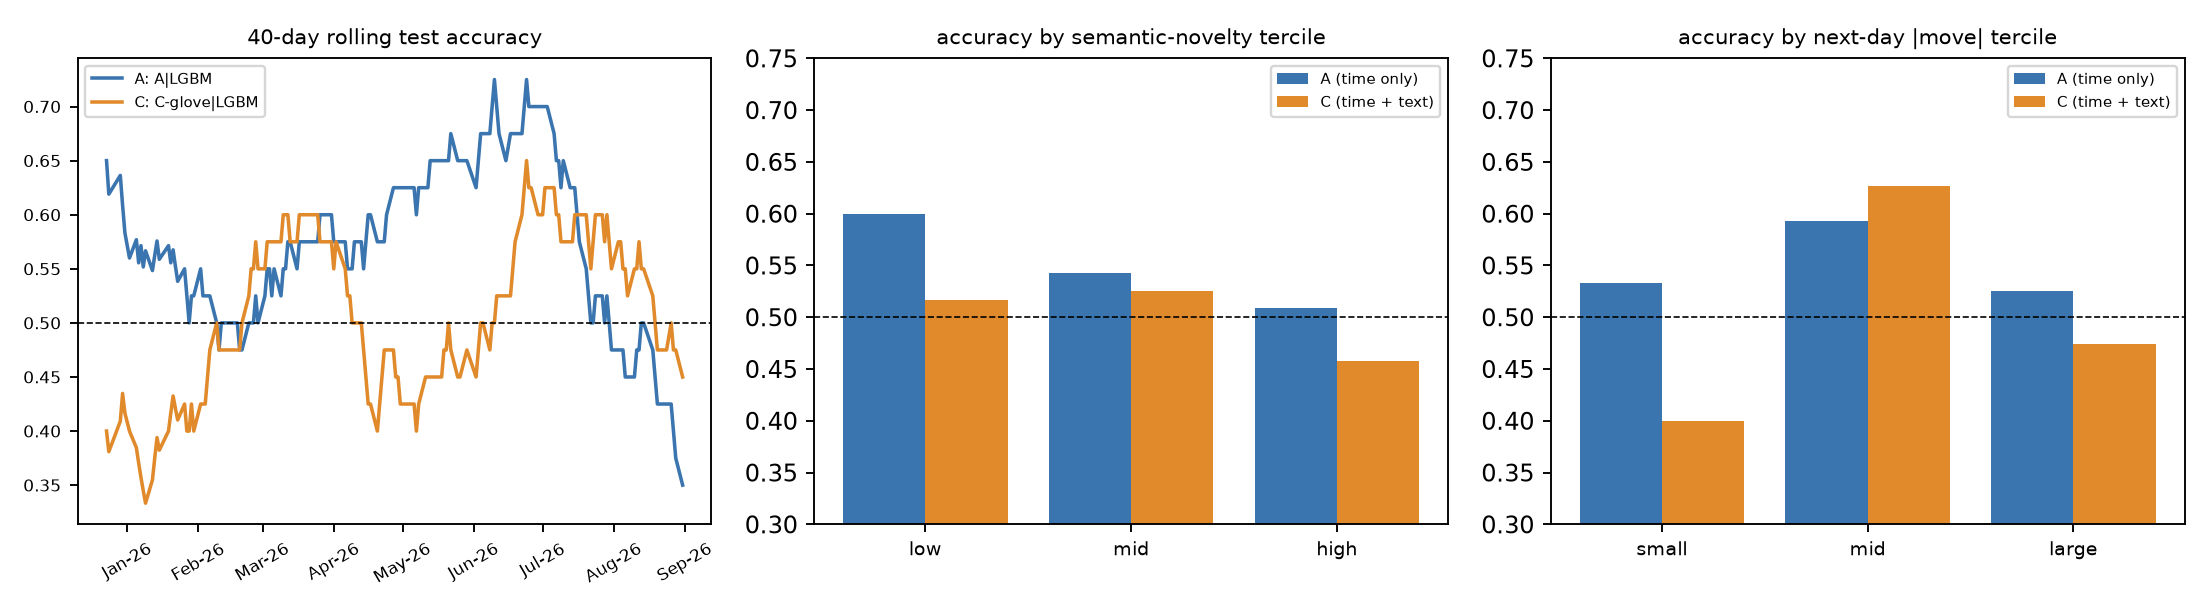 40-day rolling test accuracy
A: A|LGBM
C: C-glove|LGBM
0.70
0.65
0.60
0.55
0.50
0.45
0.40
0.35
Jan-26
Feb-26
Mar-26
Apr-26
May-26
Jun-26
Jul-26
Aug-26
Sep-26
accuracy by semantic-novelty tercile
A (time only)
C (time + text)
0.75
0.70
0.65
0.60
0.55
0.50
0.45
0.40
0.35
0.30
low
mid
high
accuracy by next-day |move| tercile
A (time only)
C (time + text)
0.75
0.70
0.65
0.60
0.55
0.50
0.45
0.40
0.35
0.30
small
mid
large